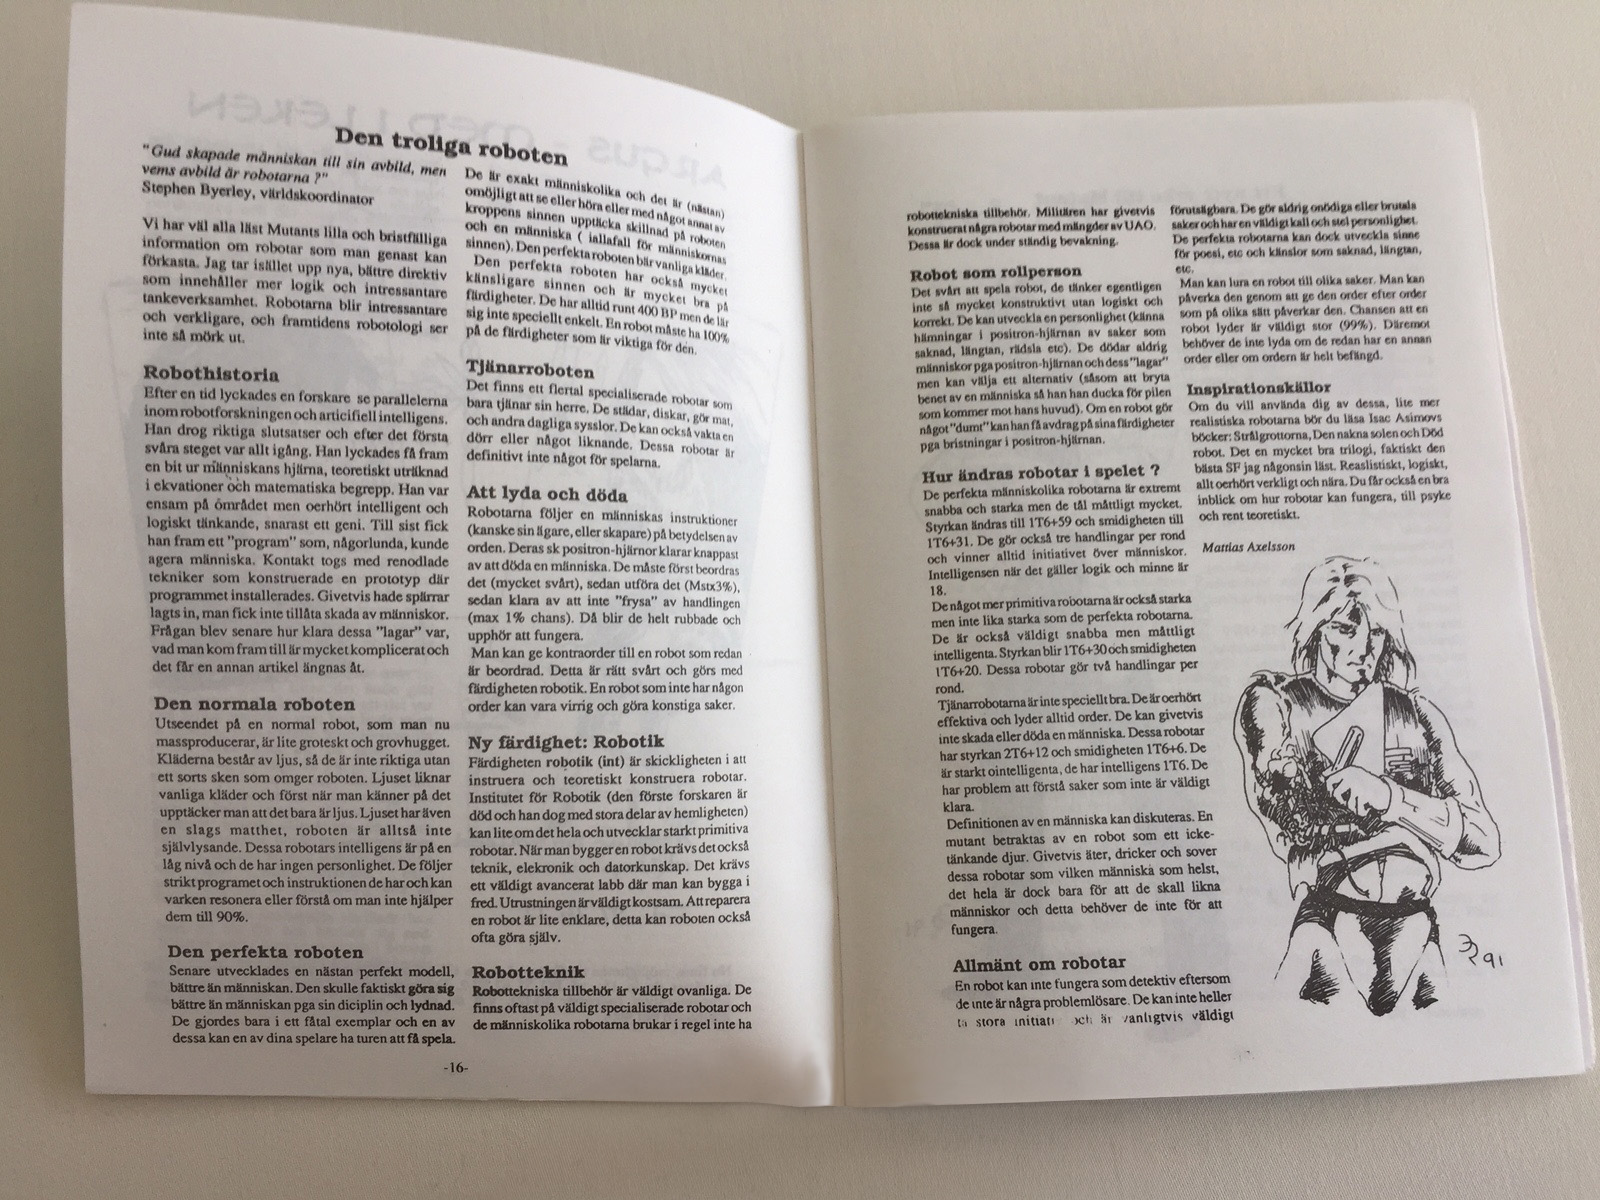 Den troliga roboten
"Gud skapade människan till sin avbild, men
vems avbild är robotarna ?"
Stephen Byerley, världskoordinator
Vi har väl alla läst Mutants lilla och bristfälliga
information om robotar som man genast kan
förkasta. Jag tar isället upp nya, bättre direktiv
som innehåller mer logik och intressantare
tankeverksamhet. Robotarna blir intressantare
och verkligare, och framtidens robotologi ser
inte så mörk ut.
Robothistoria
Efter en tid lyckades en forskare se parallelerna
inom robotforskningen och articifiell intelligens.
Han drog riktiga slutsatser och efter det första
svåra steget var allt igång. Han lyckades få fram
en bit ur människans hjärna, teoretiskt uträknad
i ekvationer och matematiska begrepp. Han var
ensam på området men oerhört intelligent och
logiskt tänkande, snarast ett geni. Till sist fick
han fram ett "program" som, någorlunda, kunde
agera människa. Kontakt togs med renodlade
tekniker som konstruerade en prototyp där
programmet installerades. Givetvis hade spärrar
lagts in, man fick inte tillåta skada av människor.
Frågan blev senare hur klara dessa "lagar" var,
vad man kom fram till är mycket komplicerat och
det får en annan artikel ängnas åt.
Den normala roboten
Utseendet på en normal robot, som man nu
massproducerar, är lite groteskt och grovhugget.
Kläderna består av ljus, så de är inte riktiga utan
ett sorts sken som omger roboten. Ljuset liknar
vanliga kläder och först när man känner på det
upptäcker man att det bara är ljus. Ljuset har även
en slags matthet, roboten är alltså inte
självlysande. Dessa robotars intelligens är på en
låg nivå och de har ingen personlighet. De följer
strikt programet och instruktionen de har och kan
varken resonera eller förstå om man inte hjälper
dem till 90%.
Den perfekta roboten
Senare utvecklades en nästan perfekt modell,
bättre än människan. Den skulle faktiskt göra sig
bättre än människan pga sin diciplin och lydnad.
De gjordes bara i ett fåtal exemplar och en av
dessa kan en av dina spelare ha turen att få spela.
De är exakt människolika och det är (nästan)
omöjligt att se eller höra eller med något annat av
kroppens sinnen upptäcka skillnad på roboten
och en människa ( iallafall för människornas
sinnen). Den perfekta roboten bär vanliga kläder.
Den perfekta roboten har också mycket
känsligare sinnen och är mycket bra på
färdigheter. De har alltid runt 400 BP men de lär
sig inte speciellt enkelt. En robot måste ha 100%
på de färdigheter som är viktiga för den.
Tjänarroboten
Det finns ett flertal specialiserade robotar som
bara tjänar sin herre. De städar, diskar, gör mat,
och andra dagliga sysslor. De kan också vakta en
dörr eller något liknande. Dessa robotar är
definitivt inte något för spelarna.
Att lyda och döda
Robotarna följer en människas instruktioner
(kanske sin ägare, eller skapare) på betydelsen av
orden. Deras sk positron-hjärnor klarar knappast
av att döda en människa. De måste först beordras
det (mycket svårt), sedan utföra det (Mstx3%),
sedan klara av att inte "frysa" av handlingen
(max 1% chans). Då blir de helt rubbade och
upphör att fungera.
Man kan ge kontraorder till en robot som redan
är beordrad. Detta är rätt svårt och görs med
färdigheten robotik. En robot som inte har någon
order kan vara virrig och göra konstiga saker.
Ny färdighet: Robotik
Färdigheten robotik (int) är skickligheten i att
instruera och teoretiskt konstruera robotar.
Institutet för Robotik (den förste forskaren är
död och han dog med stora delar av hemligheten)
kan lite om det hela och utvecklar starkt primitiva
robotar. När man bygger en robot krävs det också
teknik, elekronik och datorkunskap. Det krävs
ett väldigt avancerat labb där man kan bygga i
fred. Utrustningen är väldigt kostsam. Att reparera
en robot är lite enklare, detta kan roboten också
ofta göra själv.
Robotteknik
Robottekniska tillbehör är väldigt ovanliga. De
finns oftast på väldigt specialiserade robotar och
de människolika robotarna brukar i regel inte ha
-16-
robottekniska tillbehör. Militären har givetvis
konstruerat några robotar med mängder av UAO.
Dessa är dock under ständig bevakning.
Robot som rollperson
Det svårt att spela robot, de tänker egentligen
inte så mycket konstruktivt utan logiskt och
korrekt. De kan utveckla en personlighet (känna
hämningar i positron-hjärnan av saker som
saknad, längtan, rädsla etc). De dödar aldrig
människor pga positron-hjärnan och dess "lagar"
men kan välja ett alternativ (såsom att bryta
benet av en människa så han han ducka för pilen
som kommer mot hans huvud). Om en robot gör
något "dumt" kan han få avdrag på sina färdigheter
pga bristningar i positron-hjärnan.
Hur ändras robotar i spelet ?
De perfekta människolika robotarna är extremt
snabba och starka men de tål måttligt mycket.
Styrkan ändras till 1T6+59 och smidigheten till
1T6+31. De gör också tre handlingar per rond
och vinner alltid initiativet över människor.
Intelligensen när det gäller logik och minne är
18.
De något mer primitiva robotarna är också starka
men inte lika starka som de perfekta robotarna.
De är också väldigt snabba men måttligt
intelligenta. Styrkan blir 1T6+30 och smidigheten
1T6+20. Dessa robotar gör två handlingar per
rond.
Tjänarrobotarna är inte speciellt bra. De är oerhört
effektiva och lyder alltid order. De kan givetvis
inte skada eller döda en människa. Dessa robotar
har styrkan 2T6+12 och smidigheten 1T6+6. De
är starkt ointelligenta, de har intelligens 1T6. De
har problem att förstå saker som inte är väldigt
klara.
Definitionen av en människa kan diskuteras. En
mutant betraktas av en robot som ett icke-
tänkande djur. Givetvis äter, dricker och sover
dessa robotar som vilken människa som helst,
det hela är dock bara för att de skall likna
människor och detta behöver de inte för att
fungera.
Allmänt om robotar
En robot kan inte fungera som detektiv eftersom
de inte är några problemlösare. De kan inte heller
ta stora initiativ och är vanligtvis väldigt
förutsägbara. De gör aldrig onödiga eller brutala
saker och har en väldigt kall och stel personlighet.
De perfekta robotarna kan dock utveckla sinne
för poesi, etc och känslor som saknad, längtan,
etc.
Man kan lura en robot till olika saker. Man kan
påverka den genom att ge den order efter order
som på olika sätt påverkar den. Chansen att en
robot lyder är väldigt stor (99%). Däremot
behöver de inte lyda om de redan har en annan
order eller om ordern är helt befängd.
Inspirationskällor
Om du vill använda dig av dessa, lite mer
realistiska robotarna bör du läsa Isac Asimovs
böcker: Strålgrottorna, Den nakna solen och Död
robot. Det en mycket bra trilogi, faktiskt den
bästa SF jag någonsin läst. Reaslistiskt, logiskt,
allt oerhört verkligt och nära. Du får också en bra
inblick om hur robotar kan fungera, till psyke
och rent teoretiskt.
Mattias Axelsson
91